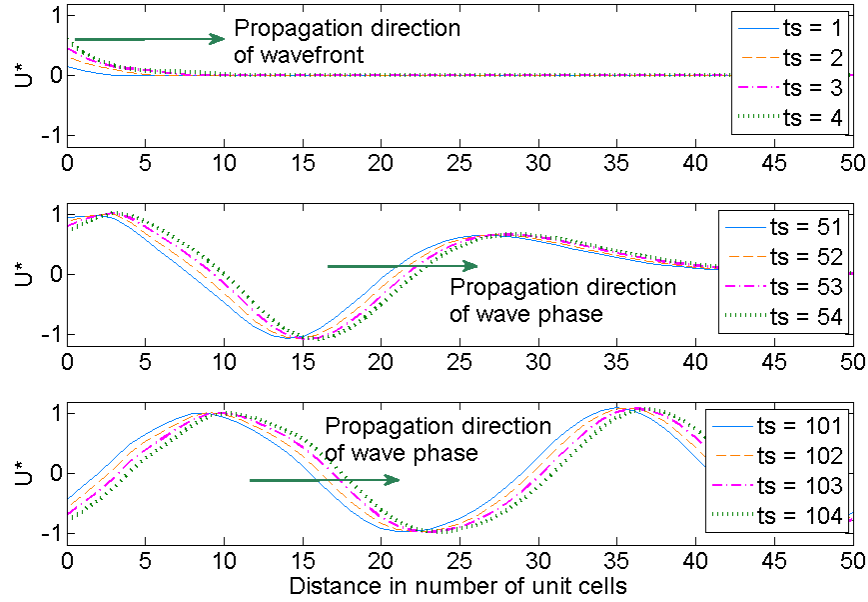 Propagation direction
of wavefront
ts = 1
ts = 2
ts = 3
ts = 4
U*
1
0
-1
0 5 10 15 20 25 30 35 40 45 50
ts = 51
ts = 52
ts = 53
ts = 54
Propagation direction
of wave phase
U*
1
0
-1
0 5 10 15 20 25 30 35 40 45 50
Propagation direction
of wave phase
ts = 101
ts = 102
ts = 103
ts = 104
U*
1
0
-1
0 5 10 15 20 25 30 35 40 45 50
Distance in number of unit cells